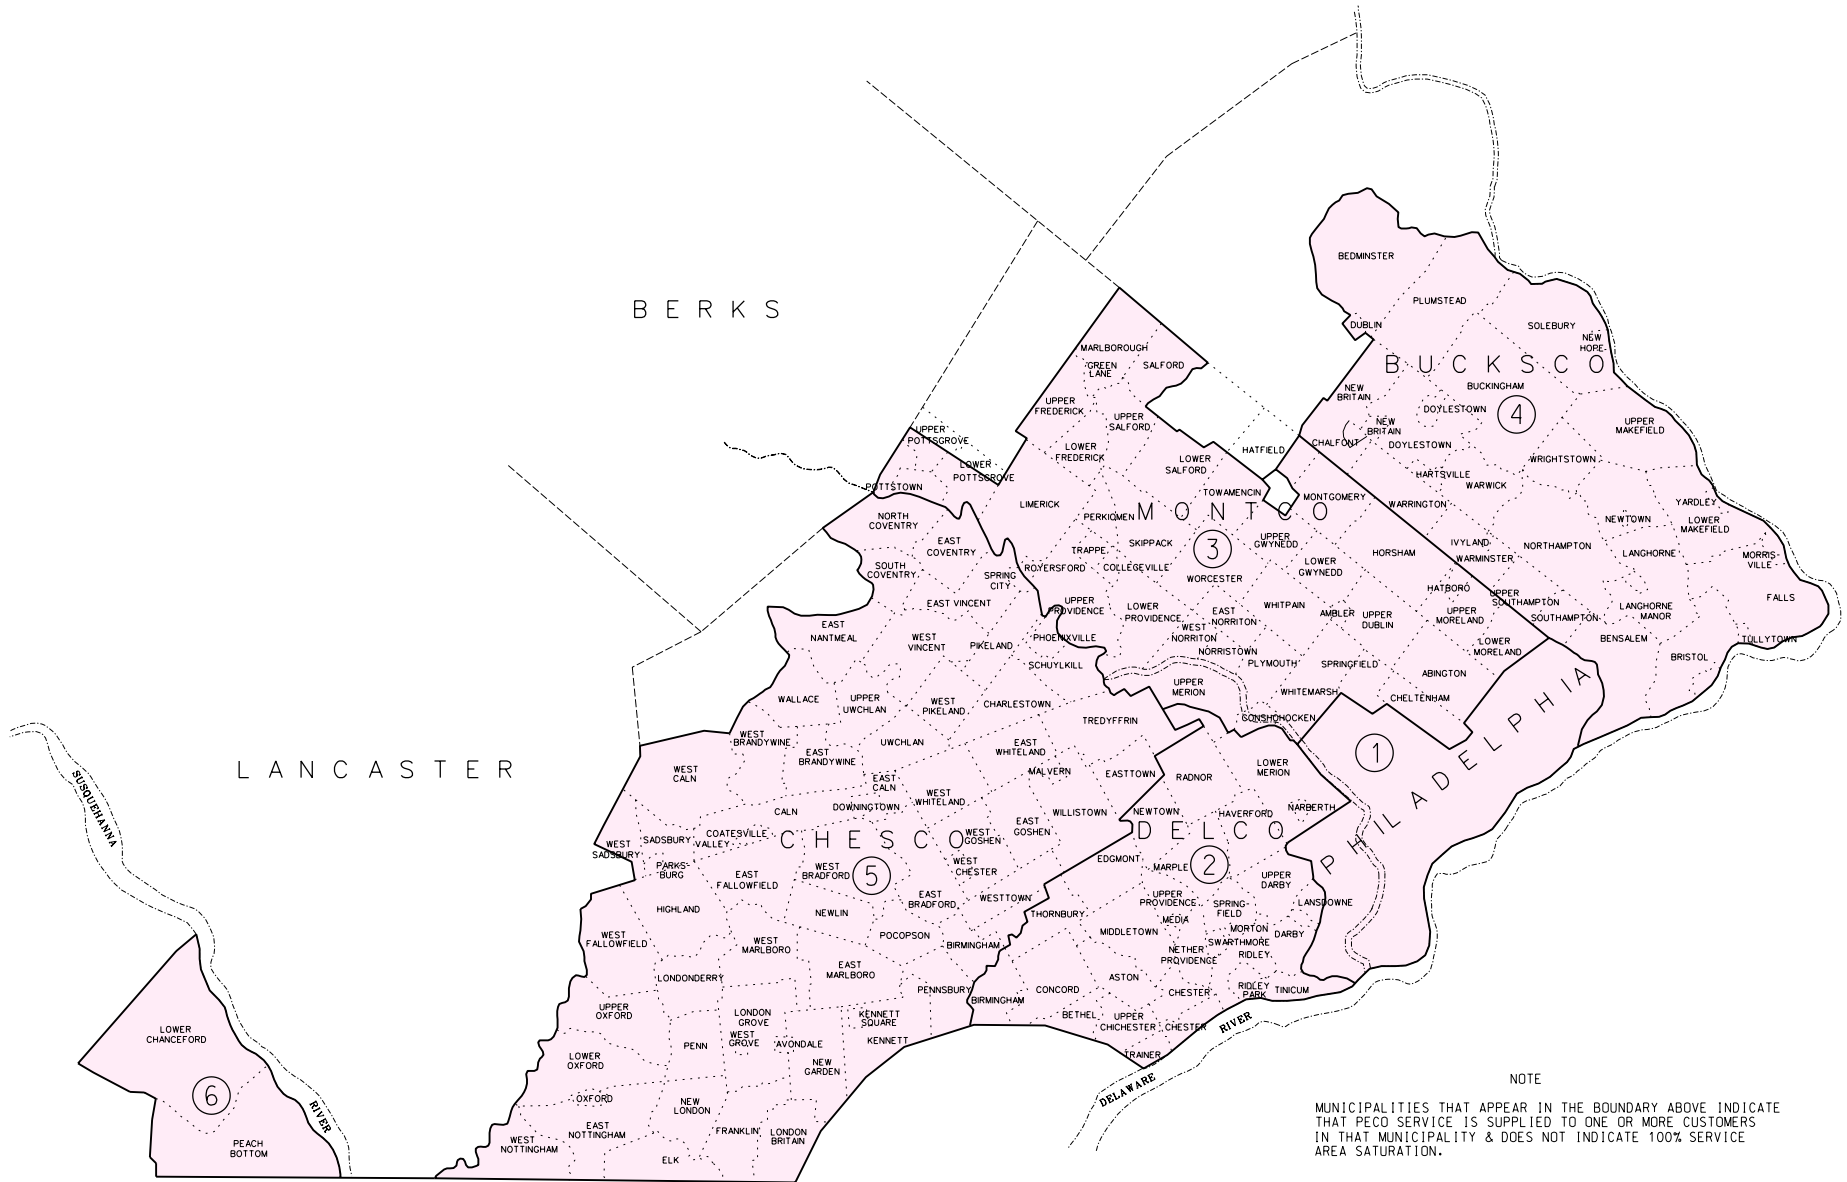 BEDMINSTER
PLUMSTEAD
BERKS
DUBLIN
SOLEBURY
NEW
HOPE
MARLBOROUGH
GREEN
LANE
SALFORD
BUCKSCO
NEW
BRITAIN
BUCKINGHAM
UPPER
FREDERICK
UPPER
SALFORD
DOYLESTOWN
4
UPPER
MAKEFIELD
UPPER
POTTSGROVE
NEW
BRITAIN
CHALFONT
DOYLESTOWN
HATFIELD
LOWER
FREDERICK
LOWER
SALFORD
WRIGHTSTOWN
LOWER
POTTSGROVE
HARTSVILLE
WARWICK
POTTSTOWN
TOWAMENCIN
MONTGOMERY
LIMERICK
WARRINGTON
YARDLEY
NORTH
COVENTRY
PERKIOMEN
MONTCO
NEWTOWN
LOWER
MAKEFIELD
EAST
COVENTRY
TRAPPE
SKIPPACK
3
UPPER
GWYNEDD
HORSHAM
IVYLAND
WARMINSTER
NORTHAMPTON
LANGHORNE
MORRIS
VILLE
SOUTH
COVENTRY
SPRING
CITY
ROYERSFORD
COLLEGEVILLE
WORCESTER
LOWER
GWYNEDD
HATBORO
UPPER
SOUTHAMPTON
FALLS
EAST VINCENT
UPPER
PROVIDENCE
LOWER
PROVIDENCE
EAST
NORRITON
WHITPAIN
AMBLER
UPPER
DUBLIN
UPPER
MORELAND
SOUTHAMPTON
LANGHORNE
MANOR
EAST
NANTMEAL
WEST
VINCENT
PIKELAND
PHOENIXVILLE
WEST
NORRITON
NORRISTOWN
LOWER
MORELAND
BENSALEM
TULLYTOWN
SCHUYLKILL
PLYMOUTH
SPRINGFIELD
ABINGTON
BRISTOL
WALLACE
UPPER
UWCHLAN
WEST
PIKELAND
CHARLESTOWN
UPPER
MERION
WHITEMARSH
CHELTENHAM
TREDYFFRIN
CONSHOHOCKEN
PHILADELPHIA
1
WEST
BRANDYWINE
UWCHLAN
EAST
WHITELAND
EAST
BRANDYWINE
LANCASTER
WEST
CALN
MALVERN
EASTTOWN
RADNOR
LOWER
MERION
EAST
CALN
WEST
WHITELAND
CALN
DOWNINGTOWN
WILLISTOWN
NEWTOWN
HAVERFORD
NARBERTH
SUSQUEHANNA
EAST
GOSHEN
WEST
SADSBURY
SADSBURY
COATESVILLE
VALLEY
CHESCO
WEST
GOSHEN
DELCO
2
EDGMONT
MARPLE
PARKS-
BURG
WEST
BRADFORD
5
WEST
CHESTER
EAST
FALLOWFIELD
UPPER
DARBY
EAST
BRADFORD
WESTTOWN
UPPER
PROVIDENCE
SPRING-
FIELD
LANSDOWNE
HIGHLAND
NEWLIN
THORNBURY
MEDIA
WEST
FALLOWFIELD
WEST
MARLBORO
POCOPSON
BIRMINGHAM
MIDDLETOWN
MORTON
DARBY
SWARTHMORE
NETHER
PROVIDENCE
RIDLEY
LONDONDERRY
EAST
MARLBORO
PENNSBURY
BIRMINGHAM
CONCORD
ASTON
CHESTER
RIDLEY
PARK
TINICUM
UPPER
OXFORD
LONDON
GROVE
KENNETT
SQUARE
BETHEL
UPPER
CHICHESTER
CHESTER
RIVER
LOWER
CHANCEFORD
PENN
WEST
GROVE
AVONDALE
KENNETT
TRAINER
LOWER
OXFORD
NEW
GARDEN
DELAWARE
NOTE
6
OXFORD
NEW
LONDON
RIVER
MUNICIPALITIES THAT APPEAR IN THE BOUNDARY ABOVE INDICATE
THAT PECO SERVICE IS SUPPLIED TO ONE OR MORE CUSTOMERS
IN THAT MUNICIPALITY & DOES NOT INDICATE 100% SERVICE
AREA SATURATION.
PEACH
BOTTOM
WEST
NOTTINGHAM
EAST
NOTTINGHAM
FRANKLIN
LONDON
BRITAIN
ELK